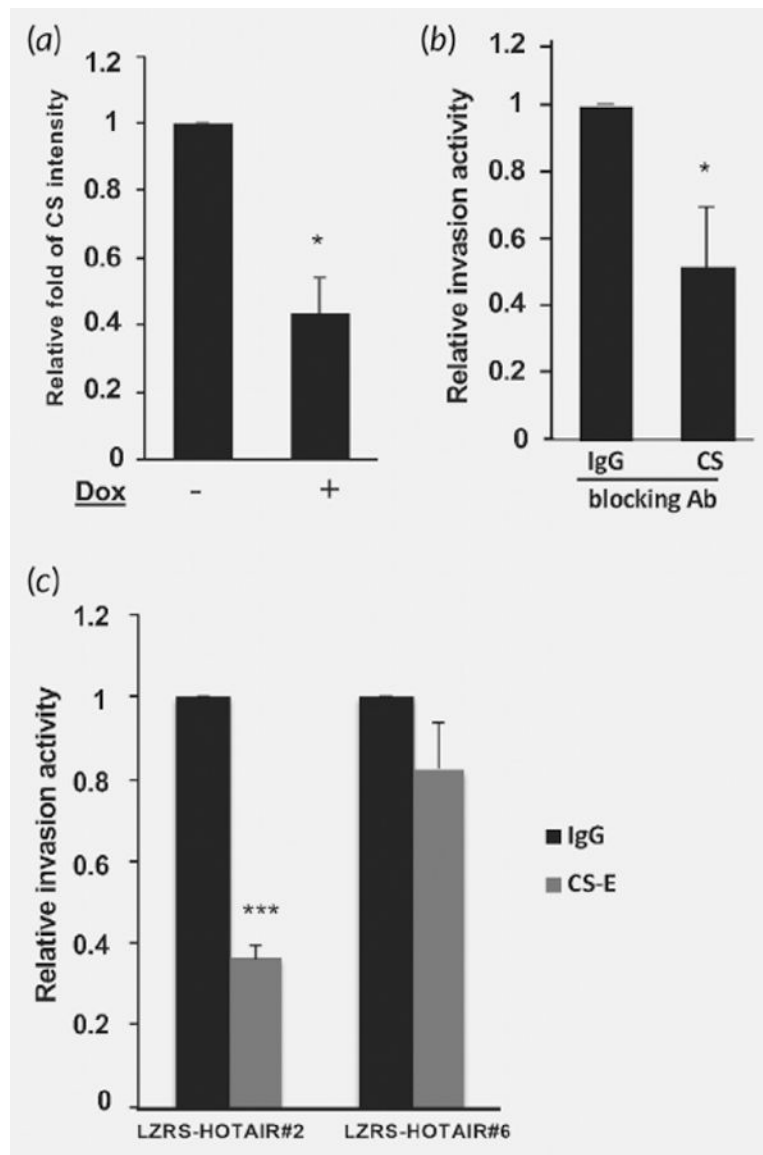 (a)
Relative fold of CS intensity
1.2
1
0.8
0.6
0.4
0.2
0
*
Dox - +
(b)
Relative invasion activity
1.2
1
0.8
0.6
0.4
0.2
0
*
IgG CS
blocking Ab
(c)
Relative invasion activity
1.2
1
0.8
0.6
0.4
0.2
0
***
LZRS-HOTAIR#2 LZRS-HOTAIR#6
IgG
CS-E